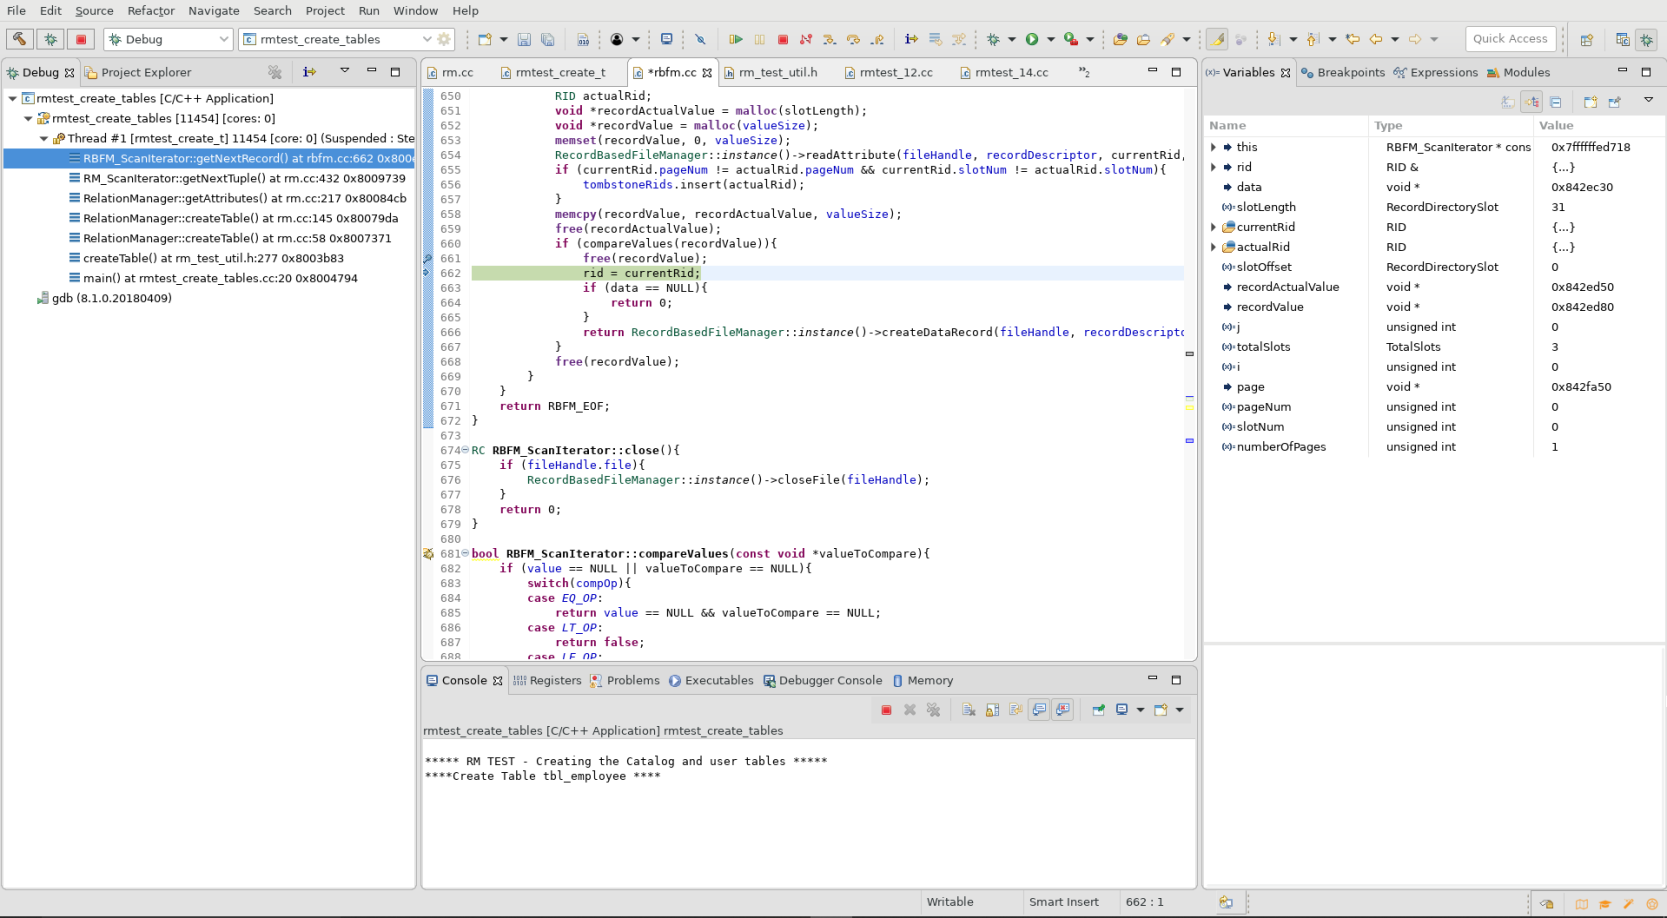 File Edit Source Refactor Navigate Search Project Run Window Help
Debug rmtest_create_tables Quick Access
Debug Project Explorer
rmtest_create_tables [C/C++ Application]
rmtest_create_tables [11454] [cores: 0]
Thread #1 [rmtest_create_t] 11454 [core: 0] (Suspended : Ste
RBFM_ScanIterator::getNextRecord() at rbfm.cc:662 0x800
RM_ScanIterator::getNextTuple() at rm.cc:432 0x8009739
RelationManager::getAttributes() at rm.cc:217 0x80084cb
RelationManager::createTable() at rm.cc:145 0x80079da
RelationManager::createTable() at rm.cc:58 0x8007371
createTable() at rm_test_util.h:277 0x8003b83
main() at rmtest_create_tables.cc:20 0x8004794
gdb (8.1.0.20180409)
rm.cc rmtest_create_t *rbfm.cc rm_test_util.h rmtest_12.cc rmtest_14.cc »2
650 RID actualRid;
651 void *recordActualValue = malloc(slotLength);
652 void *recordValue = malloc(valueSize);
653 memset(recordValue, 0, valueSize);
654 RecordBasedFileManager::instance()->readAttribute(fileHandle, recordDescriptor, currentRid,
655 if (currentRid.pageNum != actualRid.pageNum && currentRid.slotNum != actualRid.slotNum){
656 tombstoneRids.insert(actualRid);
657 }
658 memcpy(recordValue, recordActualValue, valueSize);
659 free(recordActualValue);
660 if (compareValues(recordValue)){
661 free(recordValue);
662 rid = currentRid;
663 if (data == NULL){
664 return 0;
665 }
666 return RecordBasedFileManager::instance()->createDataRecord(fileHandle, recordDescripto
667 }
668 free(recordValue);
669 }
670 }
671 return RBFM_EOF;
672 }
673
674 RC RBFM_ScanIterator::close(){
675 if (fileHandle.file){
676 RecordBasedFileManager::instance()->closeFile(fileHandle);
677 }
678 return 0;
679 }
680
681 bool RBFM_ScanIterator::compareValues(const void *valueToCompare){
682 if (value == NULL || valueToCompare == NULL){
683 switch(compOp){
684 case EQ_OP:
685 return value == NULL && valueToCompare == NULL;
686 case LT_OP:
687 return false;
688 case LE_OP:
Console Registers Problems Executables Debugger Console Memory
rmtest_create_tables [C/C++ Application] rmtest_create_tables
***** RM TEST - Creating the Catalog and user tables *****
****Create Table tbl_employee ****
Variables Breakpoints Expressions Modules
Name Type Value
this RBFM_ScanIterator * cons 0x7ffffffed718
rid RID & {...}
data void * 0x842ec30
slotLength RecordDirectorySlot 31
currentRid RID {...}
actualRid RID {...}
slotOffset RecordDirectorySlot 0
recordActualValue void * 0x842ed50
recordValue void * 0x842ed80
j unsigned int 0
totalSlots TotalSlots 3
i unsigned int 0
page void * 0x842fa50
pageNum unsigned int 0
slotNum unsigned int 0
numberOfPages unsigned int 1
Writable Smart Insert 662 : 1